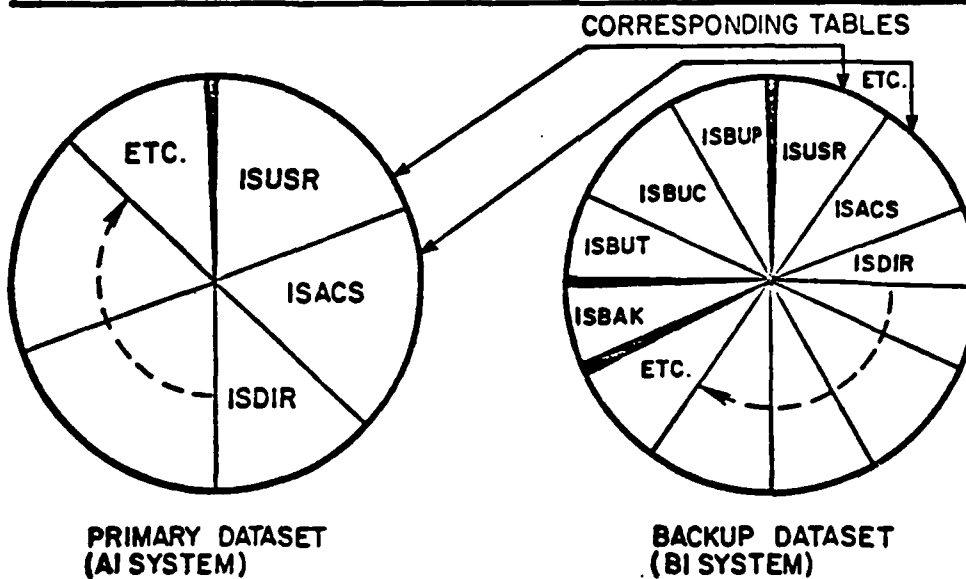 CORRESPONDING TABLES
ETC.
ETC.
ISUSR
ISACS
ISDIR
ISBUP
ISUSR
ISBUC
ISACS
ISBUT
ISDIR
ISBAK
ETC.
PRIMARY DATASET
(AI SYSTEM)
BACKUP DATASET
(BI SYSTEM)